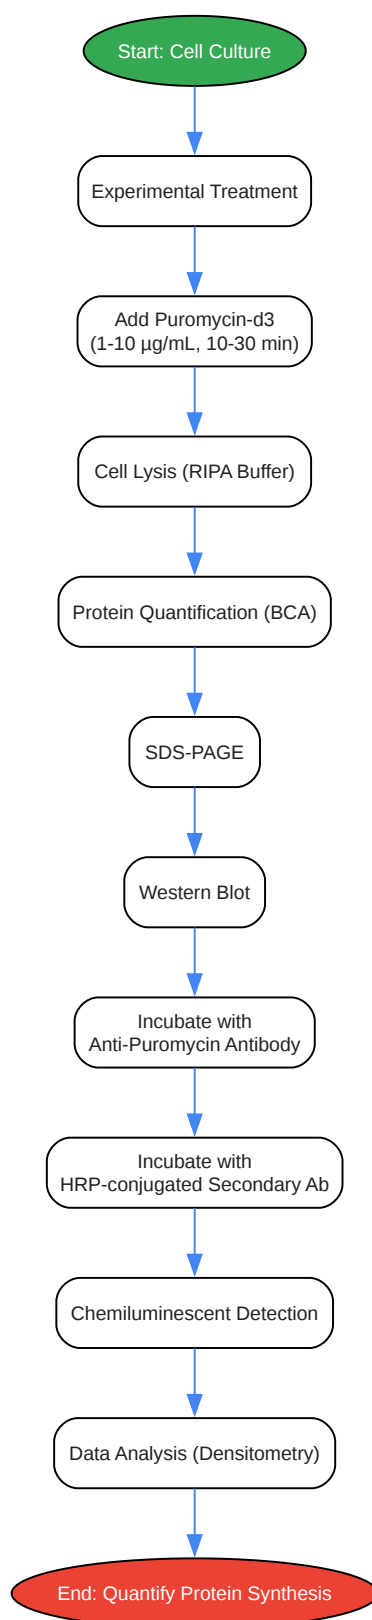 Start: Cell Culture
Experimental Treatment
Add Puromycin-d3
(1-10 µg/mL, 10-30 min)
Cell Lysis (RIPA Buffer)
Protein Quantification (BCA)
SDS-PAGE
Western Blot
Incubate with
Anti-Puromycin Antibody
Incubate with
HRP-conjugated Secondary Ab
Chemiluminescent Detection
Data Analysis (Densitometry)
End: Quantify Protein Synthesis